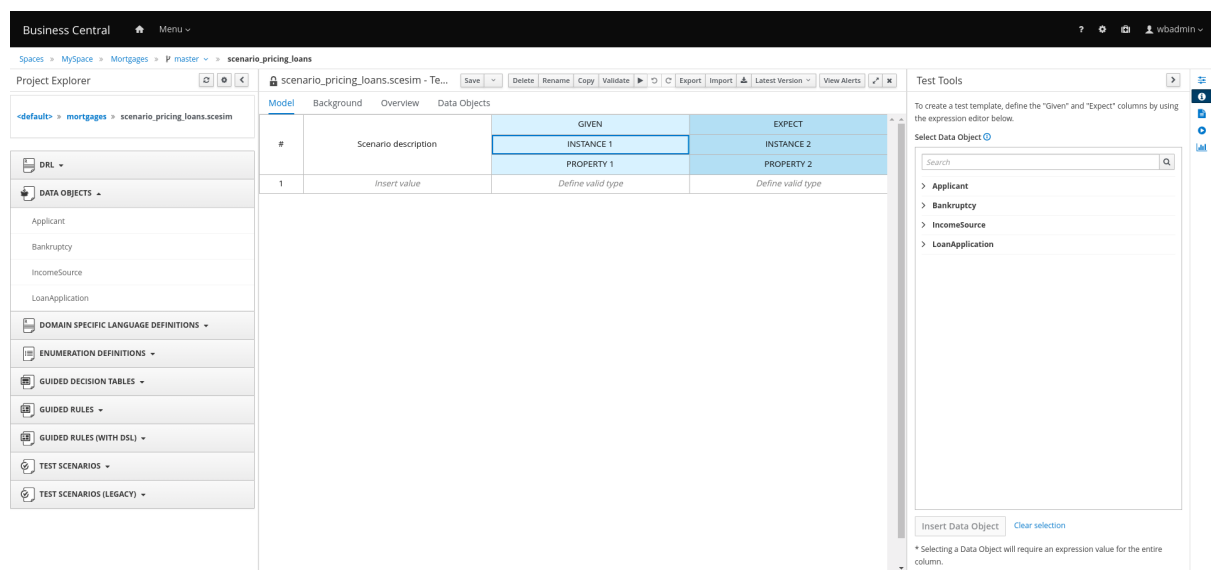 Business Central Menu ? wbadmin
Spaces » MySpace » Mortgages » master » scenario_pricing_loans
Project Explorer
<default> » mortgages » scenario_pricing_loans.scesim
DRL
DATA OBJECTS
Applicant
Bankruptcy
IncomeSource
LoanApplication
DOMAIN SPECIFIC LANGUAGE DEFINITIONS
ENUMERATION DEFINITIONS
GUIDED DECISION TABLES
GUIDED RULES
GUIDED RULES (WITH DSL)
TEST SCENARIOS
TEST SCENARIOS (LEGACY)
scenario_pricing_loans.scesim - Te... Save Delete Rename Copy Validate Export Import Latest Version View Alerts
Model Background Overview Data Objects
# Scenario description GIVEN EXPECT
INSTANCE 1 INSTANCE 2
PROPERTY 1 PROPERTY 2
1 Insert value Define valid type Define valid type
Test Tools
To create a test template, define the "Given" and "Expect" columns by using
the expression editor below.
Select Data Object
Search
Applicant
Bankruptcy
IncomeSource
LoanApplication
Insert Data Object Clear selection
* Selecting a Data Object will require an expression value for the entire
column.